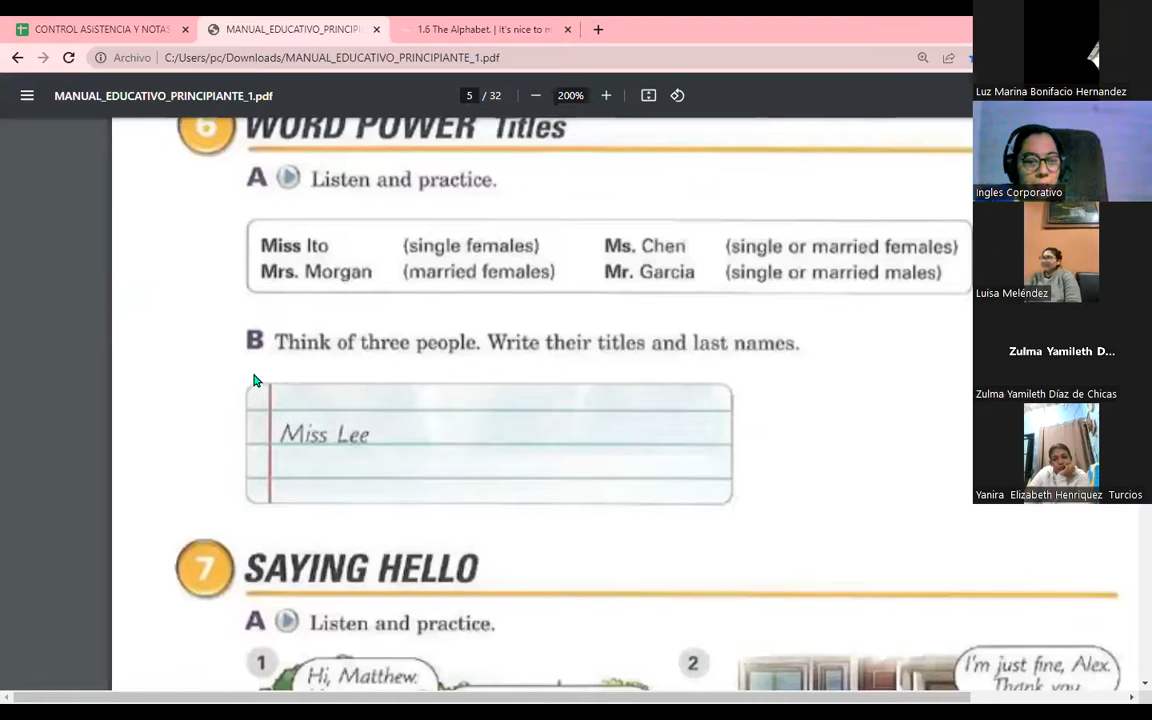 CONTROL ASISTENCIA Y NOTAS
MANUAL_EDUCATIVO_PRINCIPI
1.6 The Alphabet. | It's nice to m
Archivo
C:/Users/pc/Downloads/MANUAL_EDUCATIVO_PRINCIPIANTE_1.pdf
MANUAL_EDUCATIVO_PRINCIPIANTE_1.pdf
5 / 32
200%
6 WORD POWER Titles
A Listen and practice.
Miss Ito (single females) Ms. Chen (single or married females)
Mrs. Morgan (married females) Mr. Garcia (single or married males)
B Think of three people. Write their titles and last names.
Miss Lee
7 SAYING HELLO
A Listen and practice.
1 Hi, Matthew.
2 I'm just fine, Alex.
Thank you
Luz Marina Bonifacio Hernandez
Ingles Corporativo
Luisa Meléndez
Zulma Yamileth D...
Zulma Yamileth Díaz de Chicas
Yanira Elizabeth Henriquez Turcios